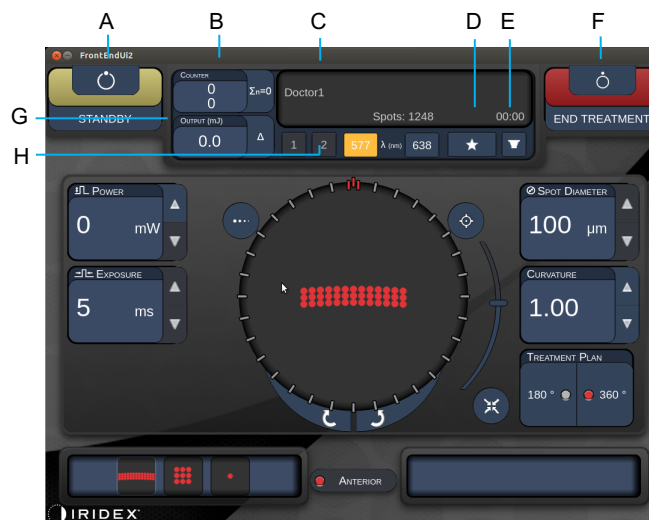 A
B
C
D
E
F
FrontEndUi2
COUNTER
0
0
Σn=0
Doctor1
Spots: 1248
00:00
STANDBY
END TREATMENT
G
OUTPUT (mJ)
0.0
Δ
H
1
2
577
λ (nm)
638
POWER
0
mW
SPOT DIAMETER
100
µm
EXPOSURE
5
ms
CURVATURE
1.00
TREATMENT PLAN
180 °
360 °
ANTERIOR
IRIDEX